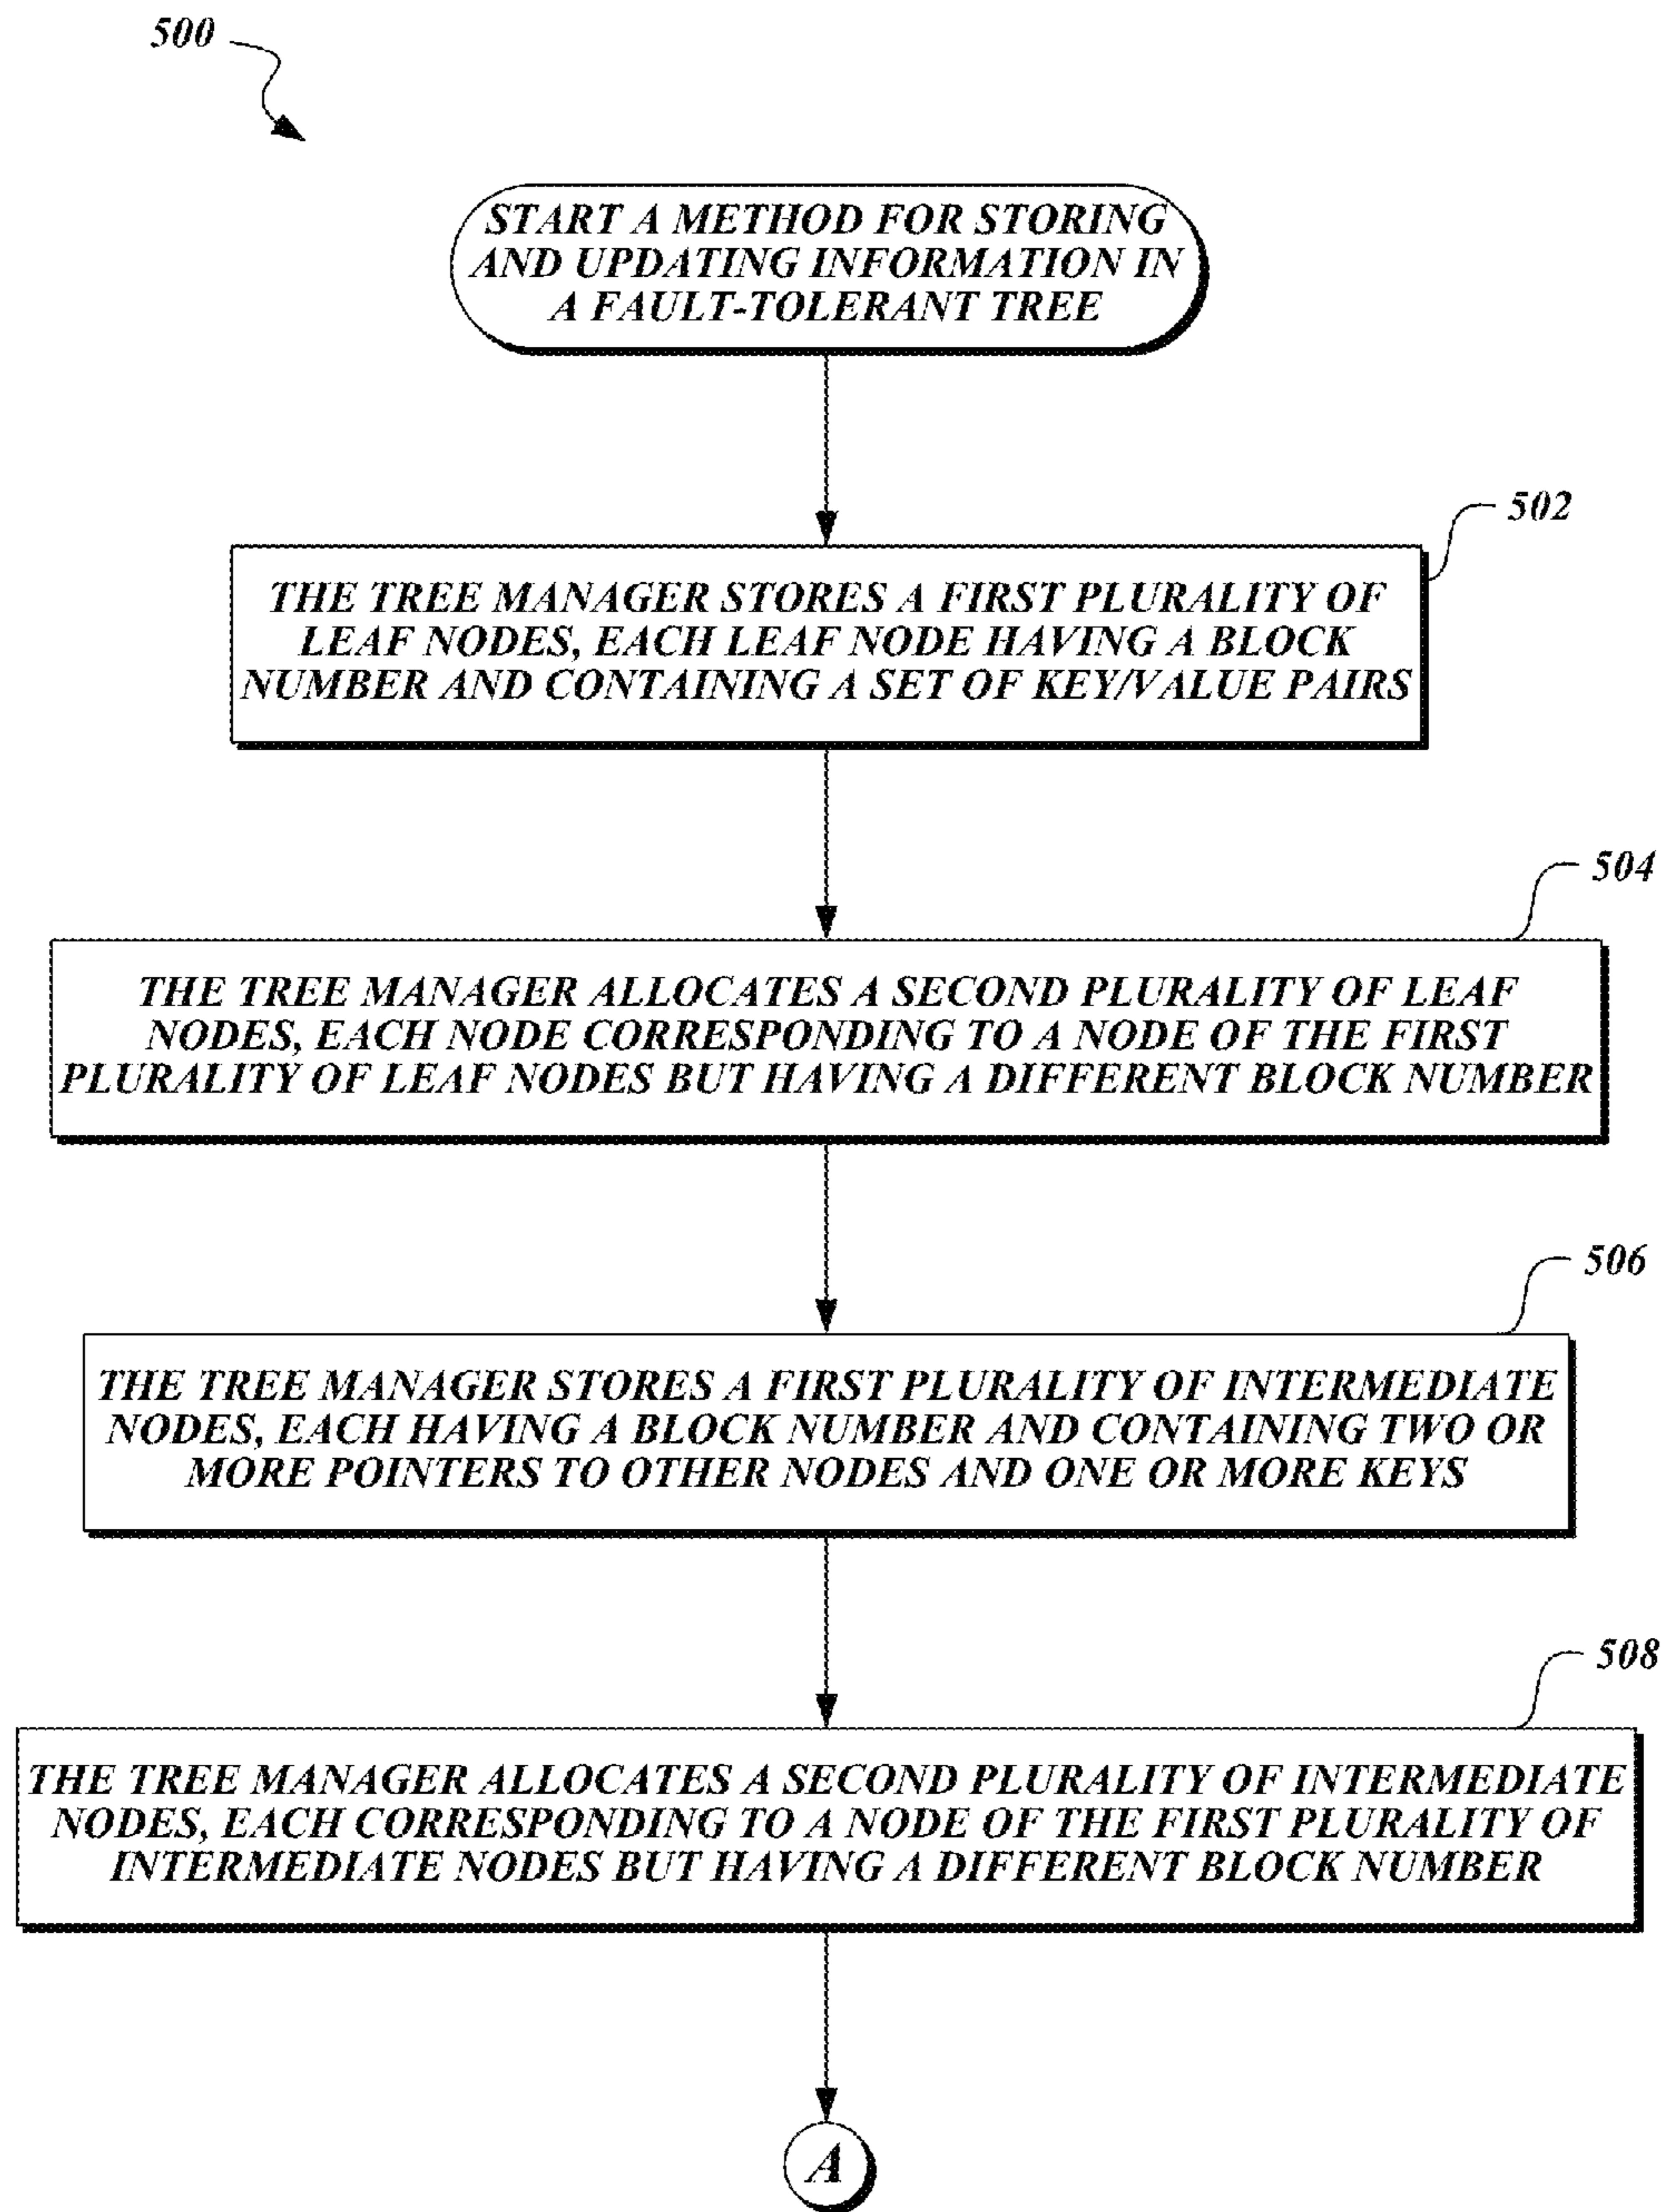 500
START A METHOD FOR STORING
AND UPDATING INFORMATION IN
A FAULT-TOLERANT TREE
502
THE TREE MANAGER STORES A FIRST PLURALITY OF
LEAF NODES, EACH LEAF NODE HAVING A BLOCK
NUMBER AND CONTAINING A SET OF KEY/VALUE PAIRS
504
THE TREE MANAGER ALLOCATES A SECOND PLURALITY OF LEAF
NODES, EACH NODE CORRESPONDING TO A NODE OF THE FIRST
PLURALITY OF LEAF NODES BUT HAVING A DIFFERENT BLOCK NUMBER
506
THE TREE MANAGER STORES A FIRST PLURALITY OF INTERMEDIATE
NODES, EACH HAVING A BLOCK NUMBER AND CONTAINING TWO OR
MORE POINTERS TO OTHER NODES AND ONE OR MORE KEYS
508
THE TREE MANAGER ALLOCATES A SECOND PLURALITY OF INTERMEDIATE
NODES, EACH CORRESPONDING TO A NODE OF THE FIRST PLURALITY OF
INTERMEDIATE NODES BUT HAVING A DIFFERENT BLOCK NUMBER
A